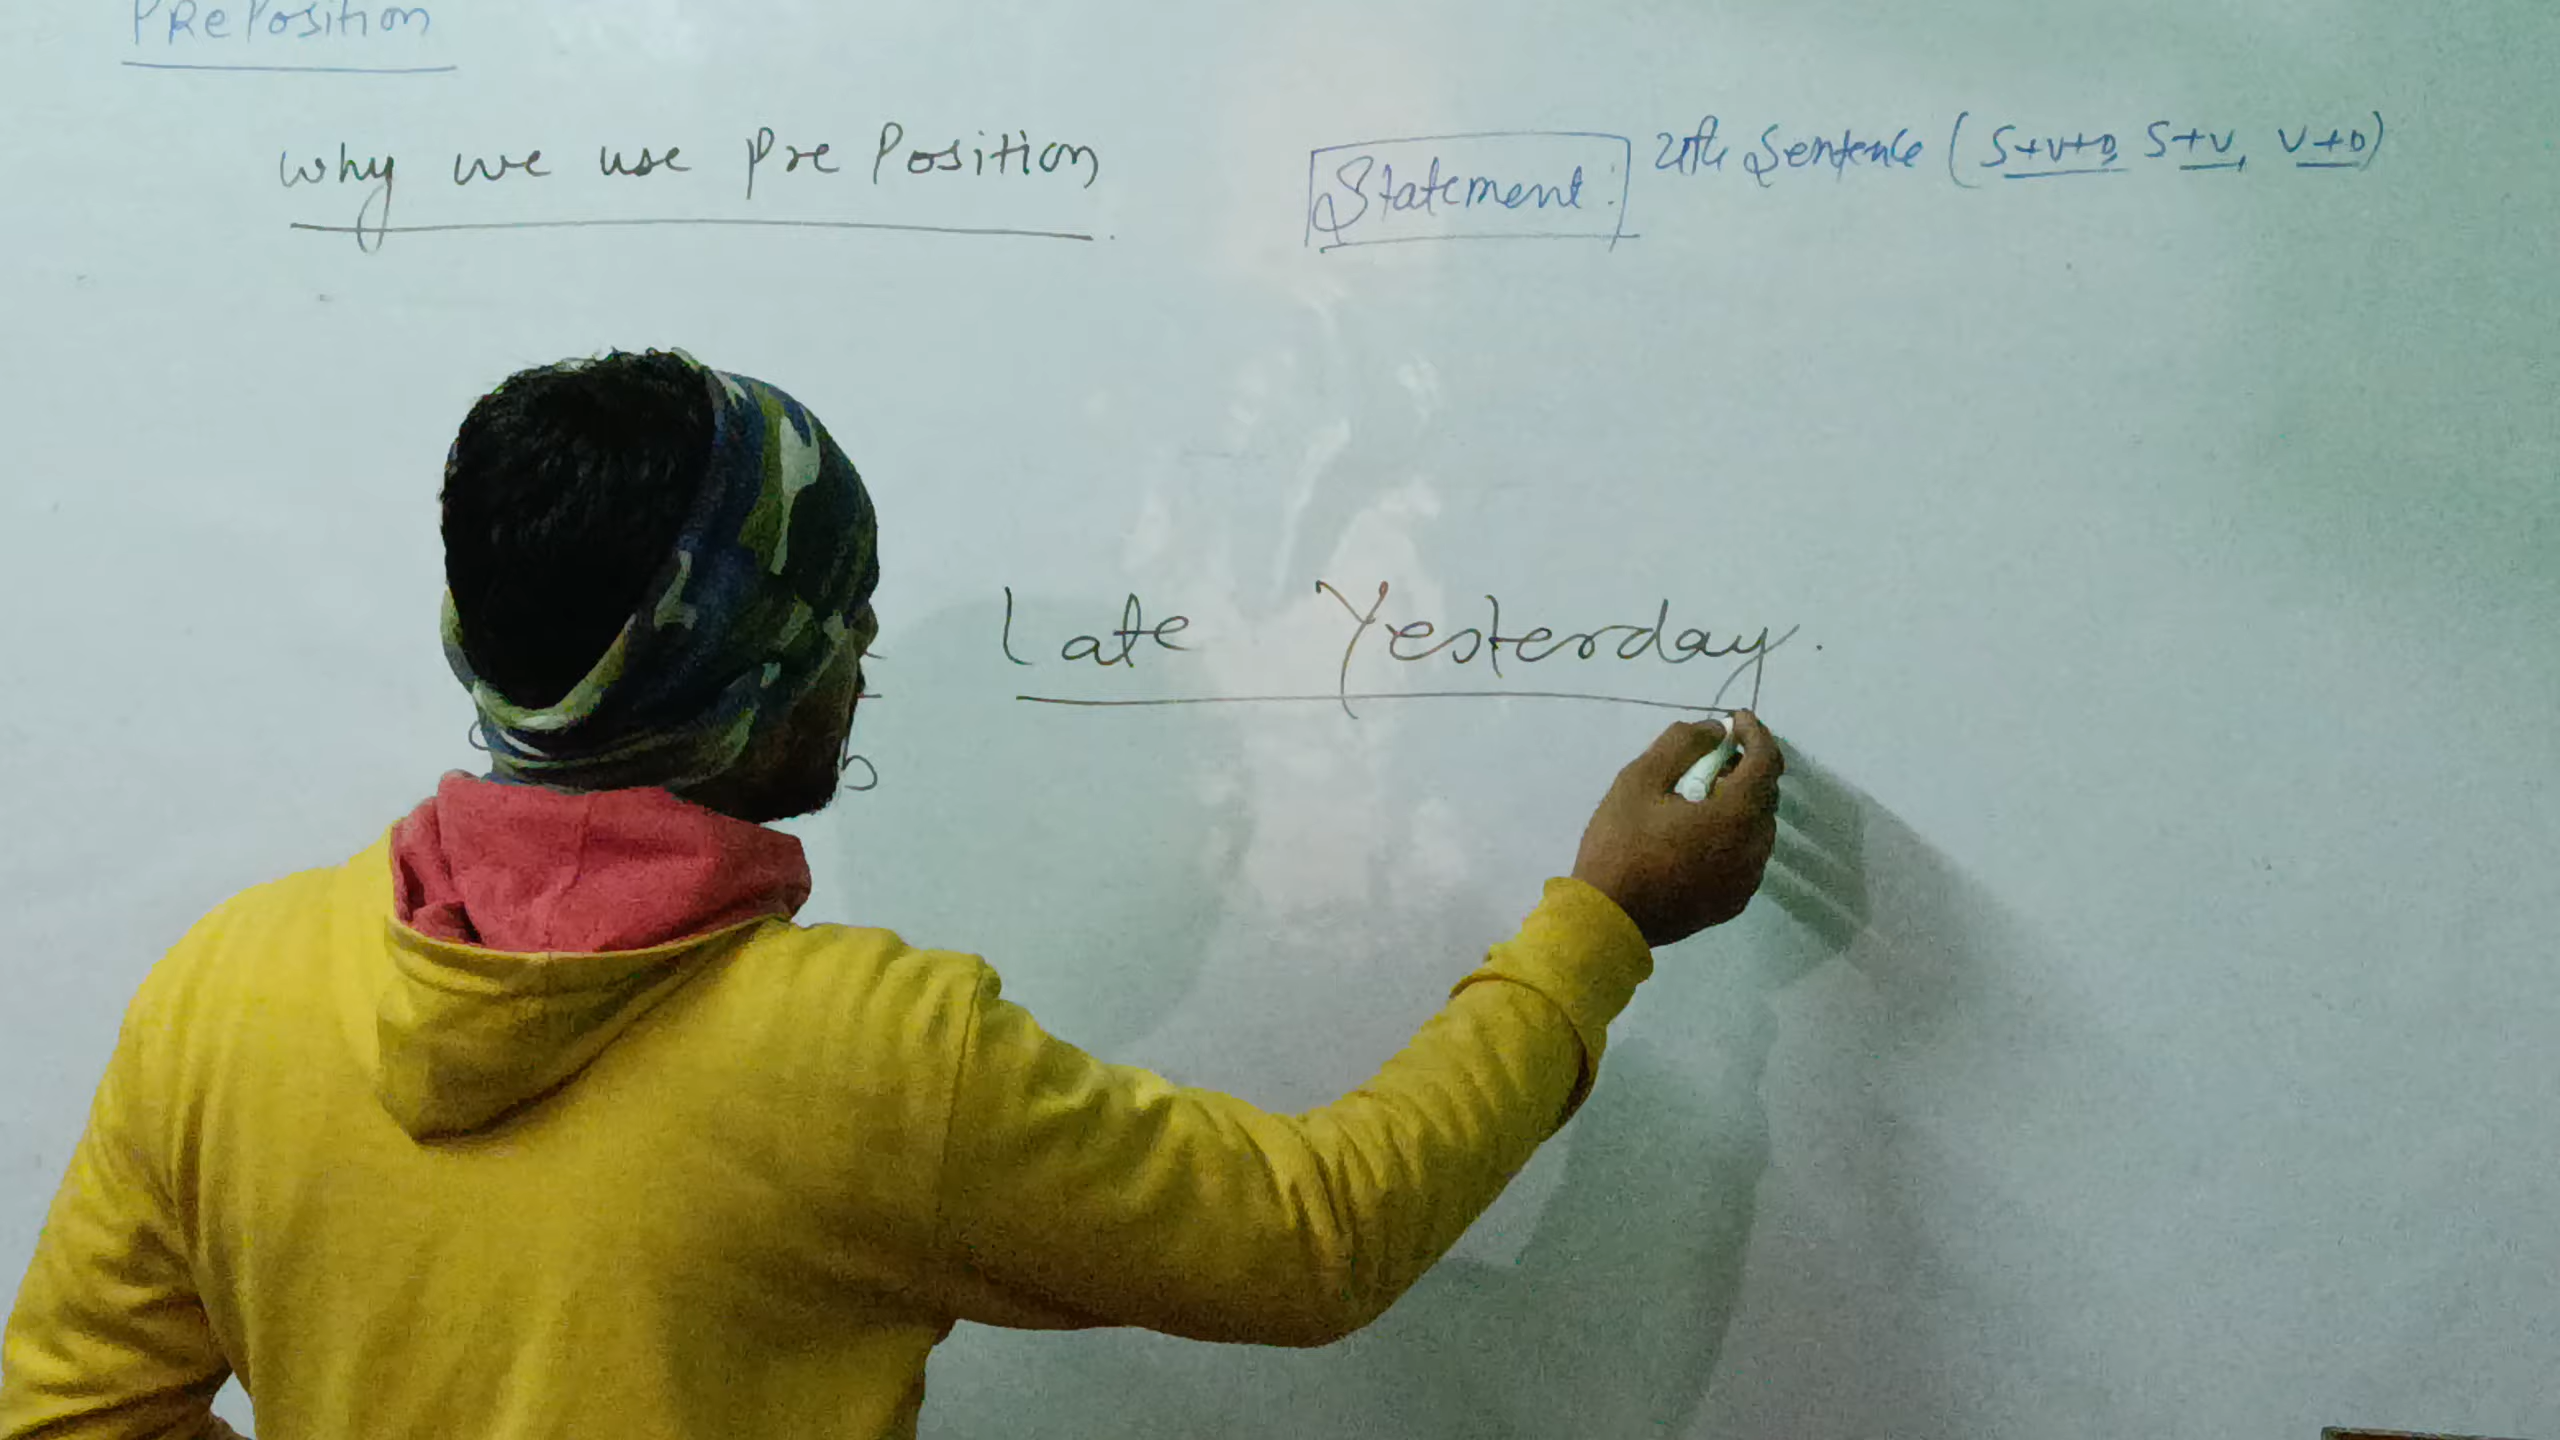 PRePosition
why we use Pre Position
Statement: Sentence (S+V+O, S+V, V+O)
Late Yesterday.